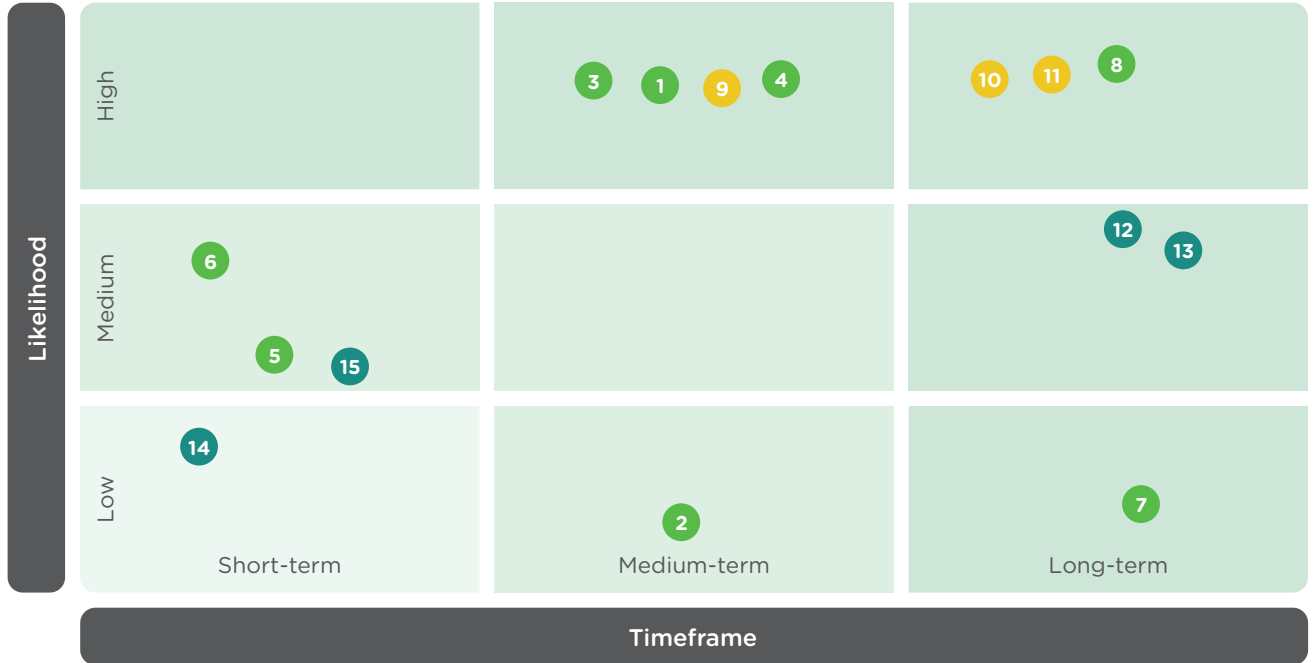 Likelihood
High
3 1 9 4
10 11 8
Medium
6
5 15
12 13
Low
14
2
7
Short-term Medium-term Long-term
Timeframe